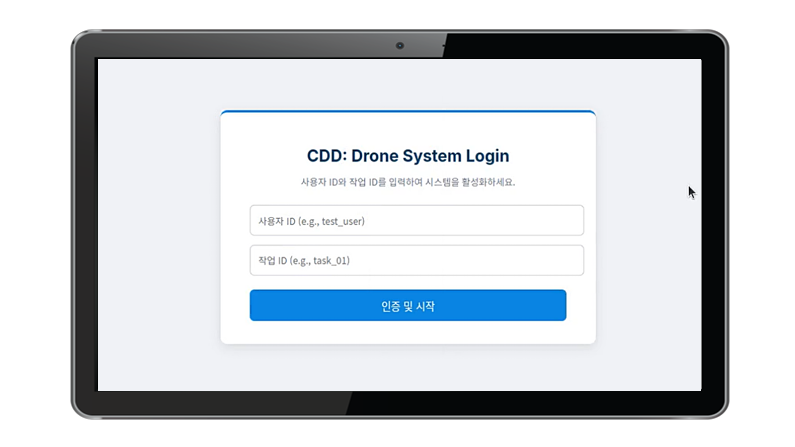 CDD: Drone System Login
사용자 ID와 작업 ID를 입력하여 시스템을 활성화하세요.
사용자 ID (e.g., test_user)
작업 ID (e.g., task_01)
인증 및 시작